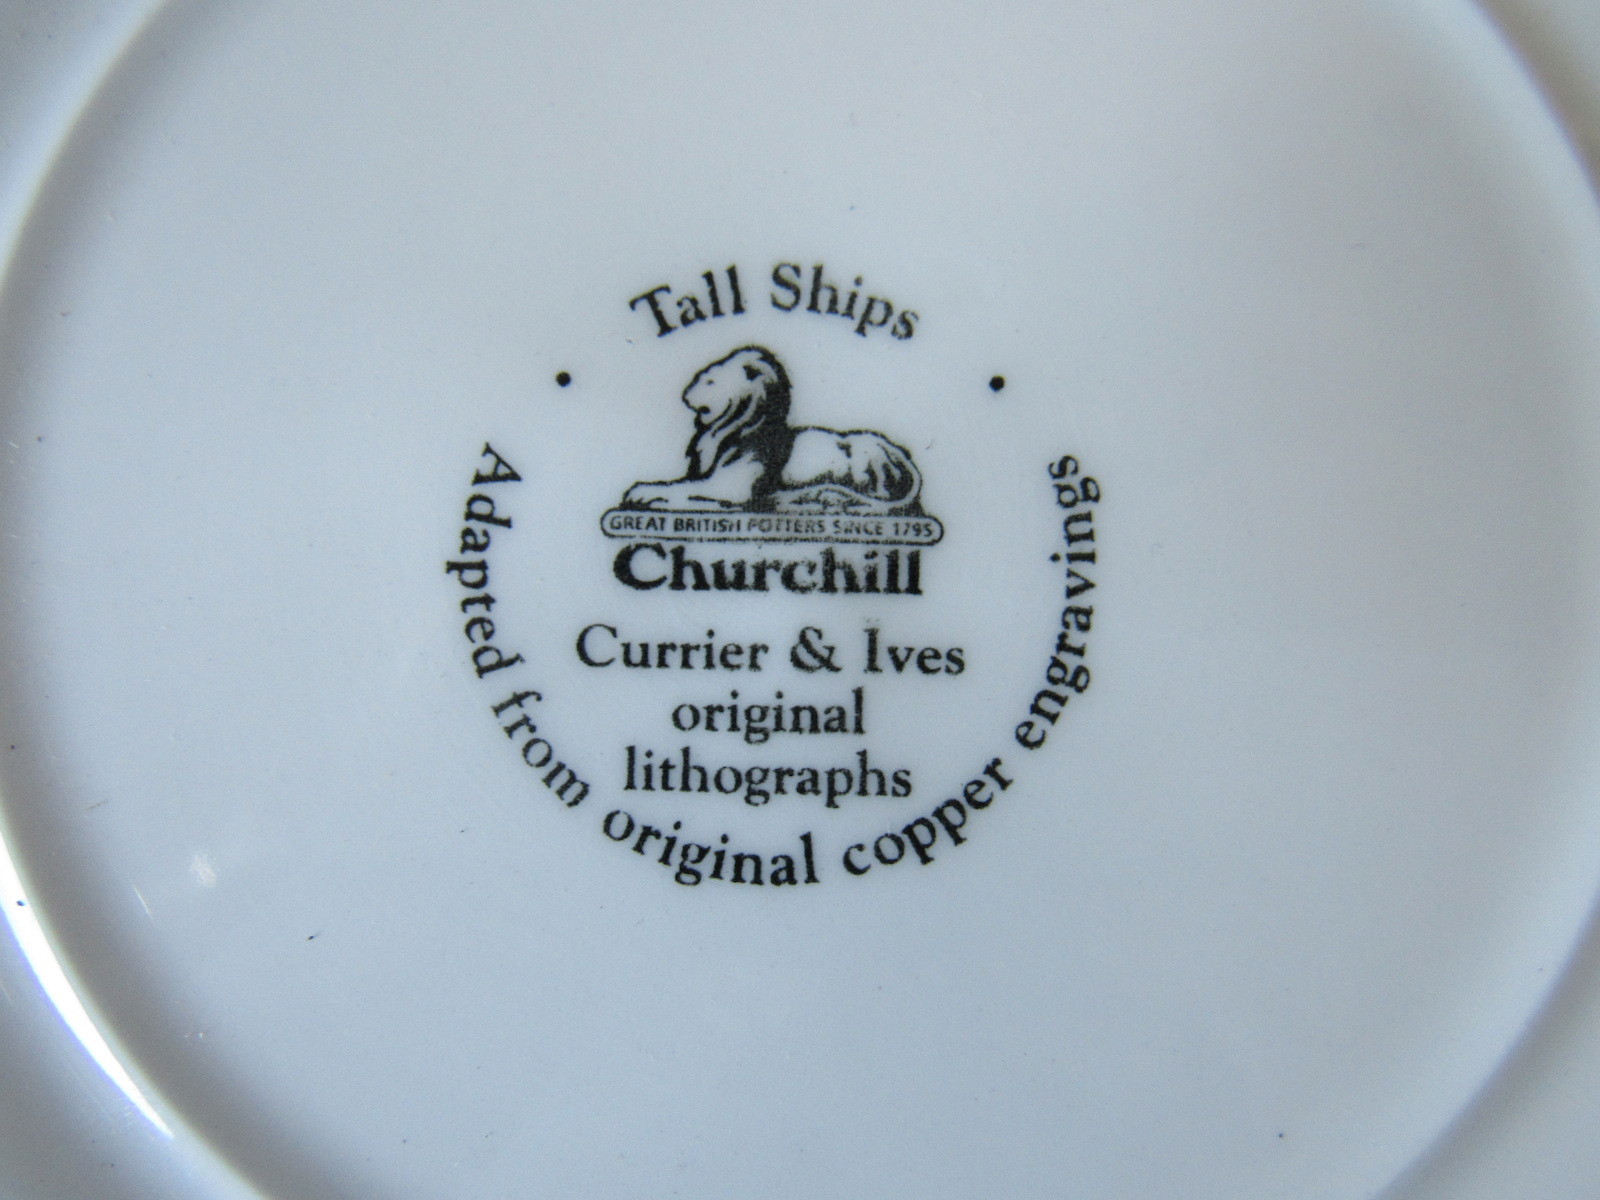 Tall Ships
GREAT BRITISH POTTERS SINCE 1795
Churchill
Currier & Ives
original
lithographs
Adapted from original copper engravings